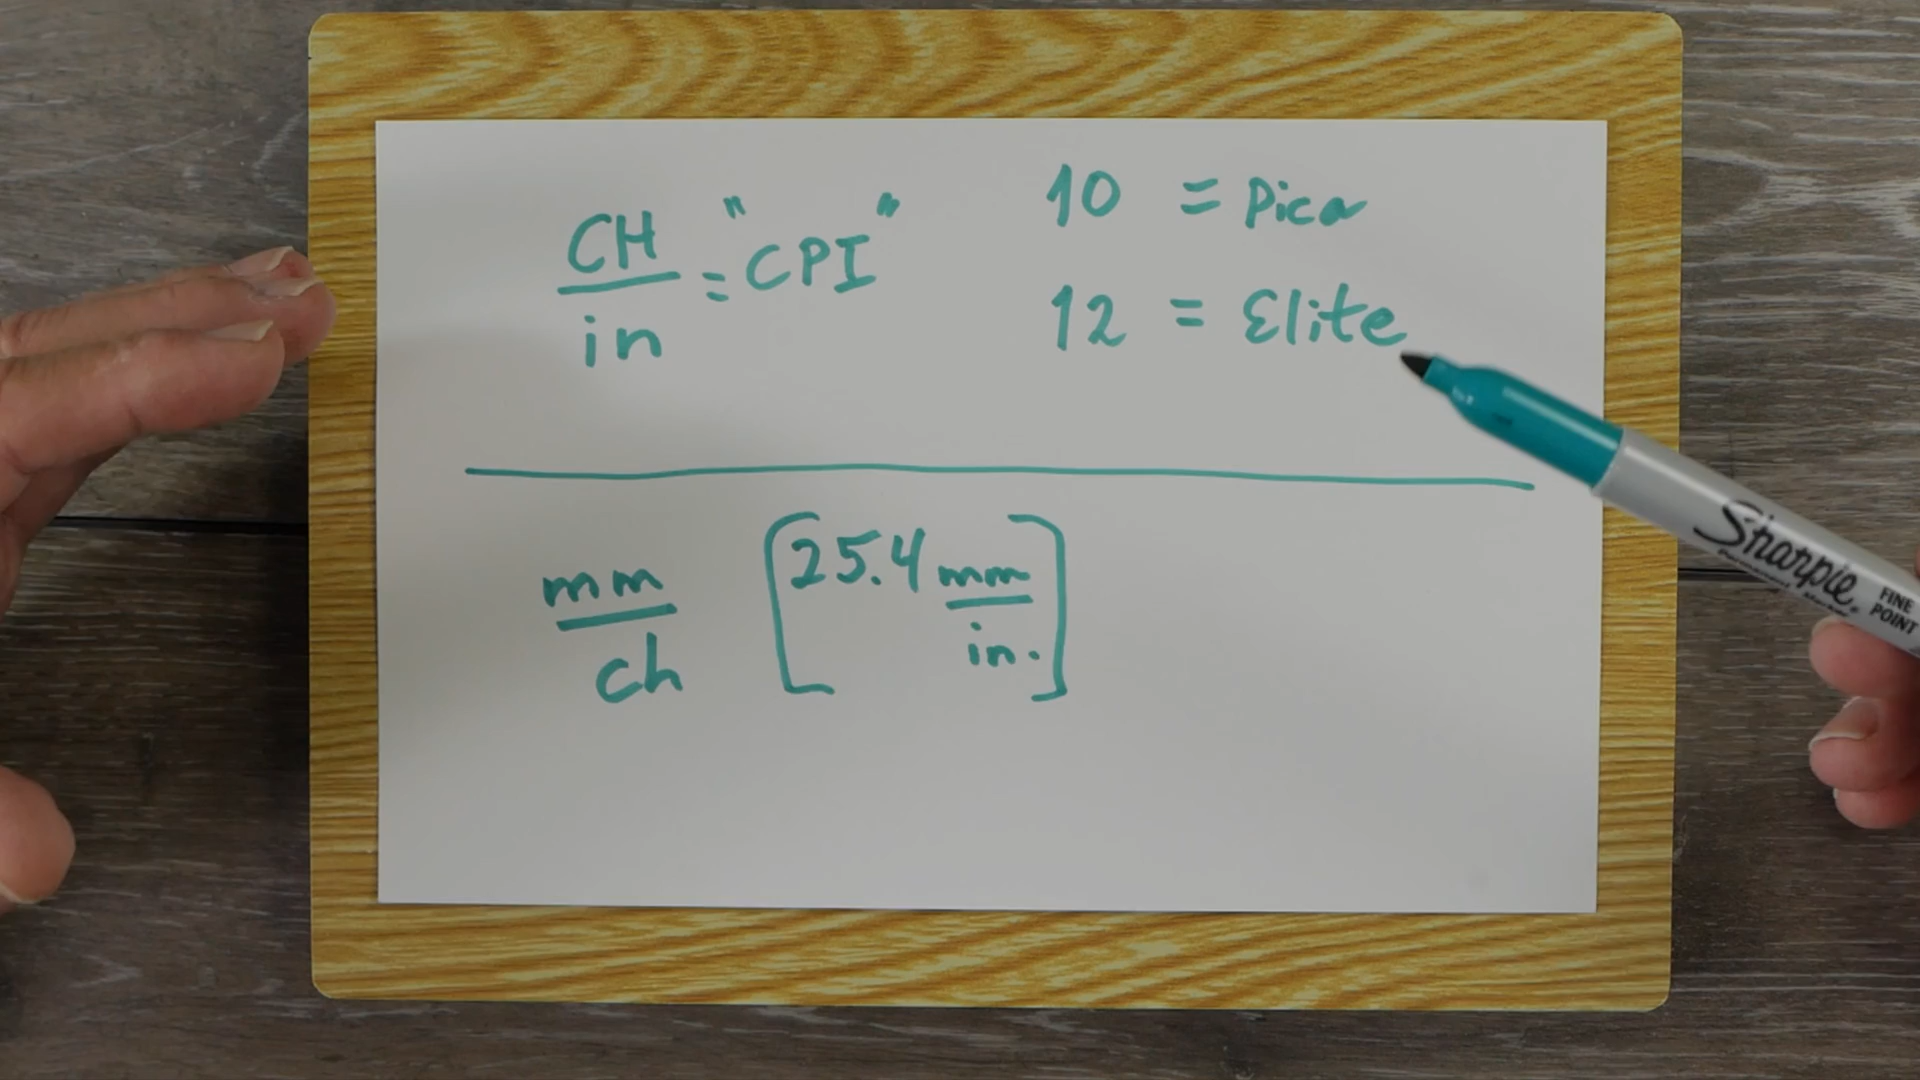 CH
in
= "CPI"
10 = Pica
12 = Elite
mm
ch
[25.4 mm
in.]
Sharpie.
FINE
POINT